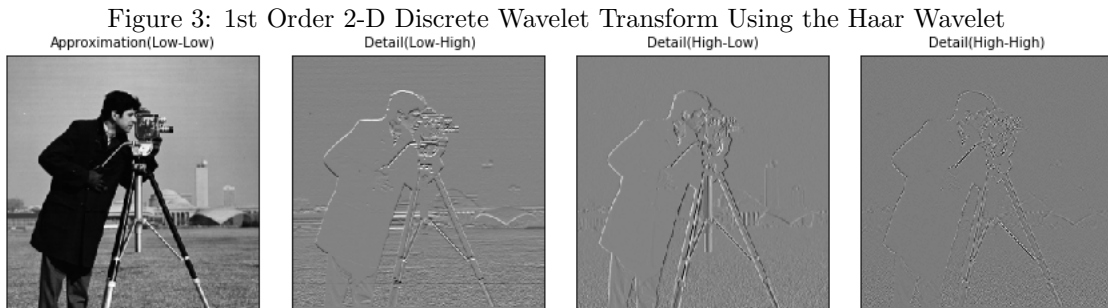 Figure 3: 1st Order 2-D Discrete Wavelet Transform Using the Haar Wavelet
Approximation(Low-Low) Detail(Low-High) Detail(High-Low) Detail(High-High)